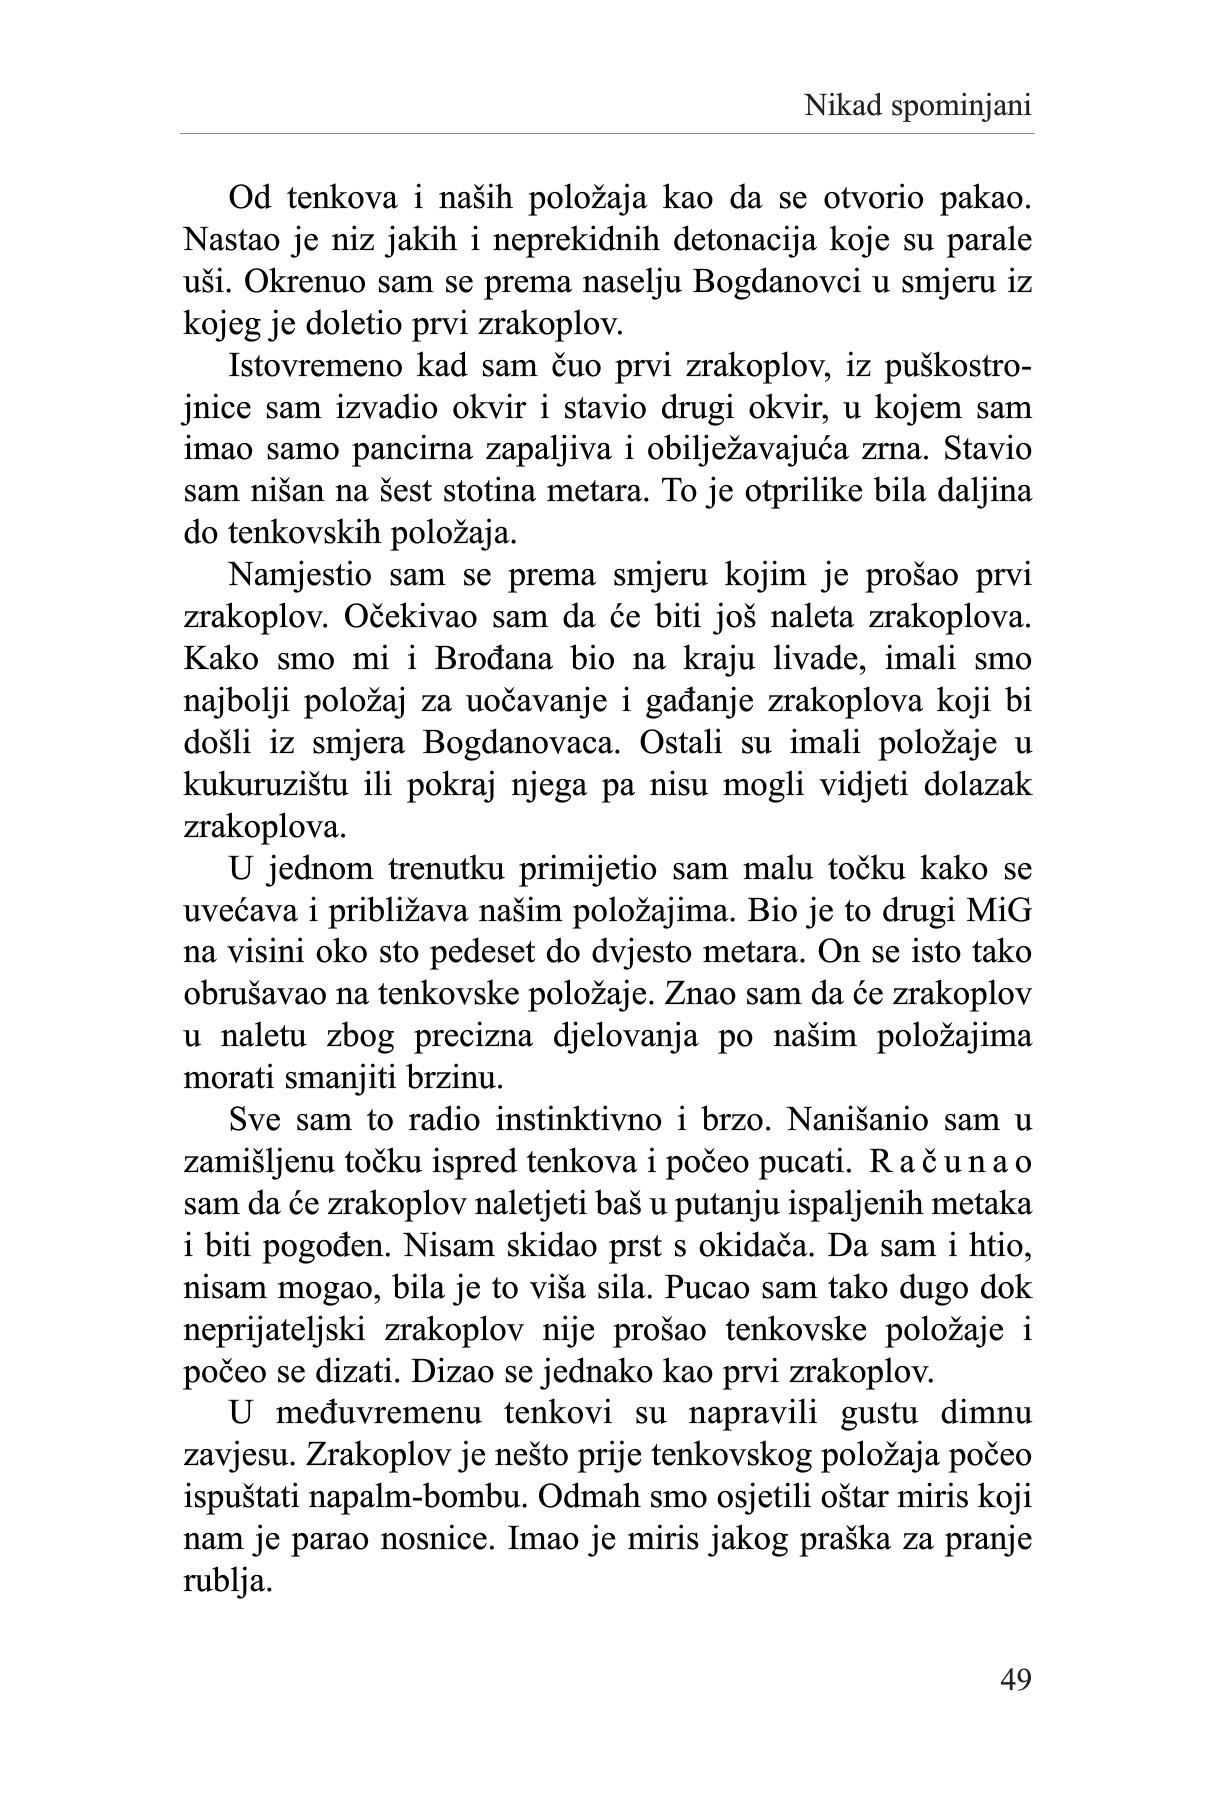 Nikad spominjani
Od tenkova i naših položaja kao da se otvorio pakao.
Nastao je niz jakih i neprekidnih detonacija koje su parale
uši. Okrenuo sam se prema naselju Bogdanovci u smjeru iz
kojeg je doletio prvi zrakoplov.
Istovremeno kad sam čuo prvi zrakoplov, iz puškostro-
jnice sam izvadio okvir i stavio drugi okvir, u kojem sam
imao samo pancirna zapaljiva i obilježavajuća zrna. Stavio
sam nišan na šest stotina metara. To je otprilike bila daljina
do tenkovskih položaja.
Namjestio sam se prema smjeru kojim je prošao prvi
zrakoplov. Očekivao sam da će biti još naleta zrakoplova.
Kako smo mi i Brođana bio na kraju livade, imali smo
najbolji položaj za uočavanje i gađanje zrakoplova koji bi
došli iz smjera Bogdanovaca. Ostali su imali položaje u
kukuruzištu ili pokraj njega pa nisu mogli vidjeti dolazak
zrakoplova.
U jednom trenutku primijetio sam malu točku kako se
uvećava i približava našim položajima. Bio je to drugi MiG
na visini oko sto pedeset do dvjesto metara. On se isto tako
obrušavao na tenkovske položaje. Znao sam da će zrakoplov
u naletu zbog precizna djelovanja po našim položajima
morati smanjiti brzinu.
Sve sam to radio instinktivno i brzo. Nanišanio sam u
zamišljenu točku ispred tenkova i počeo pucati. R a č u n a o
sam da će zrakoplov naletjeti baš u putanju ispaljenih metaka
i biti pogođen. Nisam skidao prst s okidača. Da sam i htio,
nisam mogao, bila je to viša sila. Pucao sam tako dugo dok
neprijateljski zrakoplov nije prošao tenkovske položaje i
počeo se dizati. Dizao se jednako kao prvi zrakoplov.
U međuvremenu tenkovi su napravili gustu dimnu
zavjesu. Zrakoplov je nešto prije tenkovskog položaja počeo
ispuštati napalm-bombu. Odmah smo osjetili oštar miris koji
nam je parao nosnice. Imao je miris jakog praška za pranje
rublja.
49